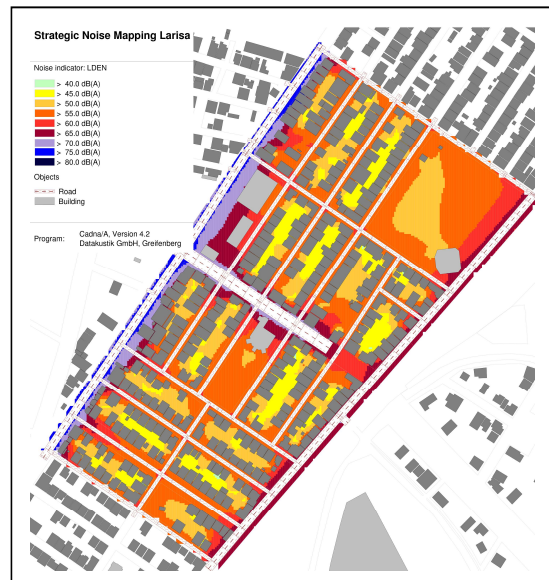 Strategic Noise Mapping Larisa
Noise indicator: LDEN
> 40.0 dB(A)
> 45.0 dB(A)
> 50.0 dB(A)
> 55.0 dB(A)
> 60.0 dB(A)
> 65.0 dB(A)
> 70.0 dB(A)
> 75.0 dB(A)
> 80.0 dB(A)
Objects
Road
Building
Program: Cadna/A, Version 4.2
Datakustik GmbH, Greifenberg